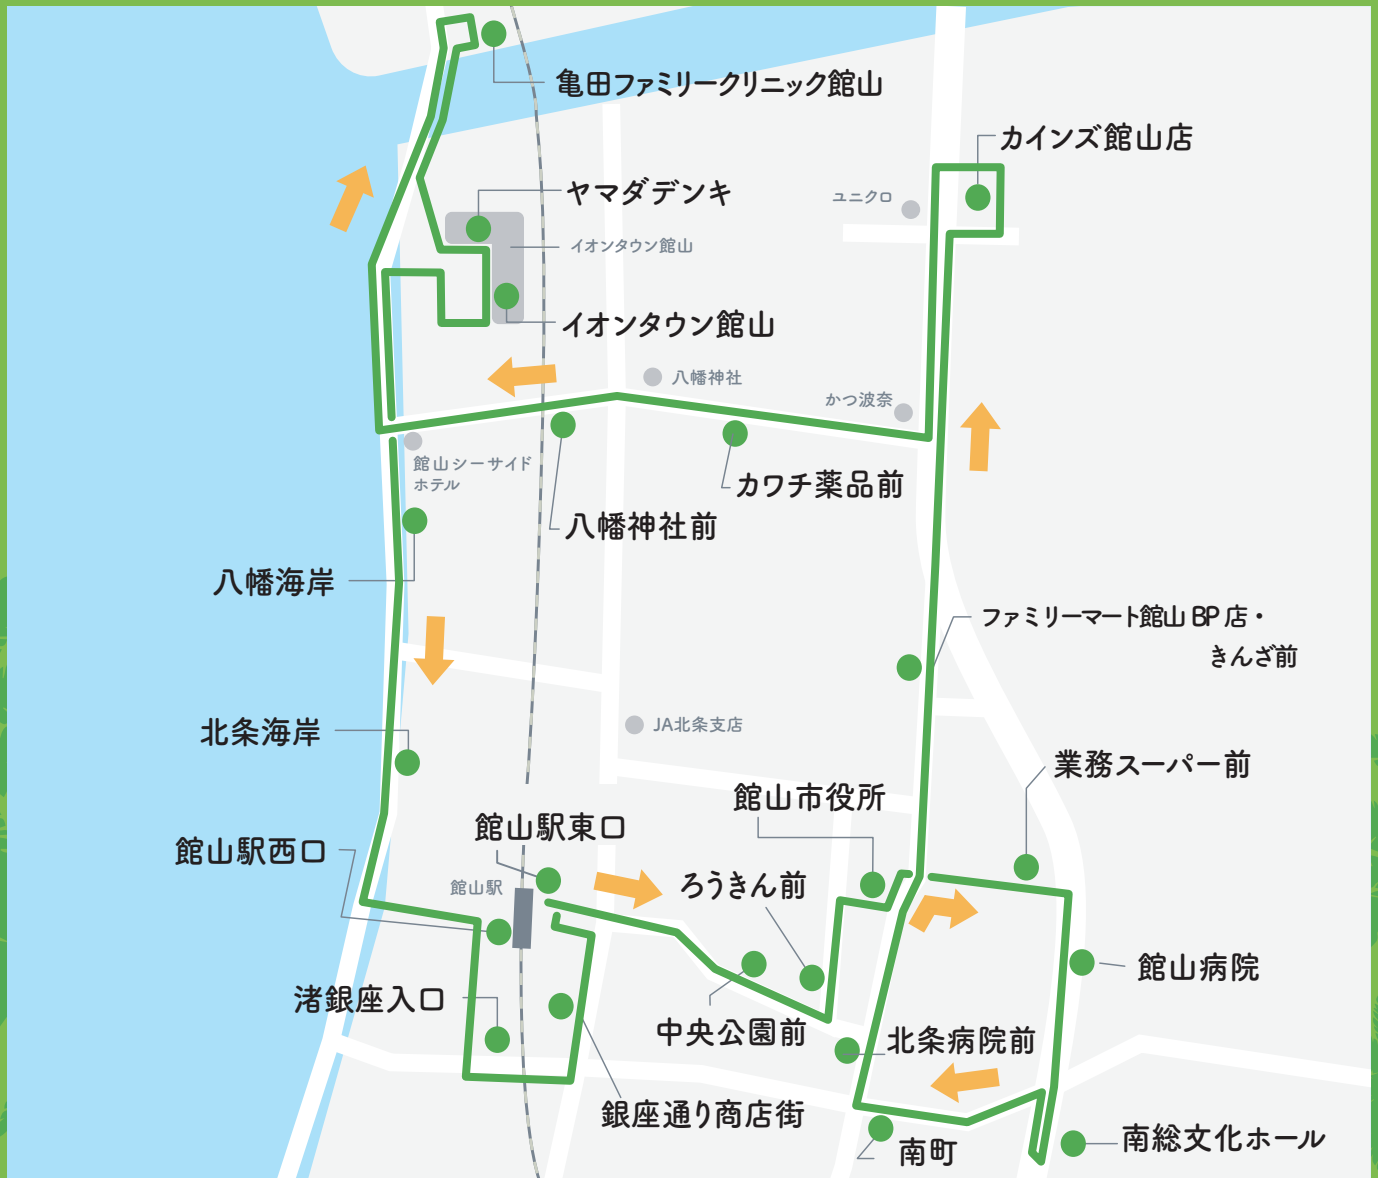 亀田ファミリークリニック館山
カインズ館山店
ヤマダデンキ
ユニクロ
イオンタウン館山
イオンタウン館山
八幡神社
かつ波奈
館山シーサイド
ホテル
カワチ薬品前
八幡神社前
八幡海岸
ファミリーマート館山 BP 店・
きんざ前
北条海岸
JA北条支店
業務スーパー前
館山市役所
館山駅東口
館山駅西口
館山駅
ろうきん前
館山病院
渚銀座入口
中央公園前
北条病院前
銀座通り商店街
南町
南総文化ホール